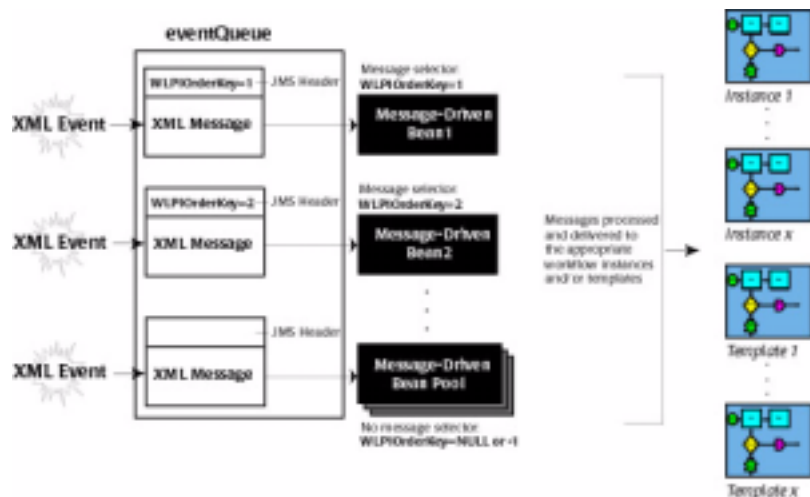 eventQueue
WLPIOrderKey=1
JMS Header
XML Event
XML Message
Message selector:
WLPIOrderKey=1
Message-Driven
Bean1
WLPIOrderKey=2
JMS Header
XML Event
XML Message
Message selector:
WLPIOrderKey=2
Message-Driven
Bean2
JMS Header
XML Event
XML Message
Message-Driven
Bean Pool
No message selector:
WLPIOrderKey=NULL or -1
Messages processed
and delivered to
the appropriate
workflow instances
and/or templates
Instance 1
Instance x
Template 1
Template x